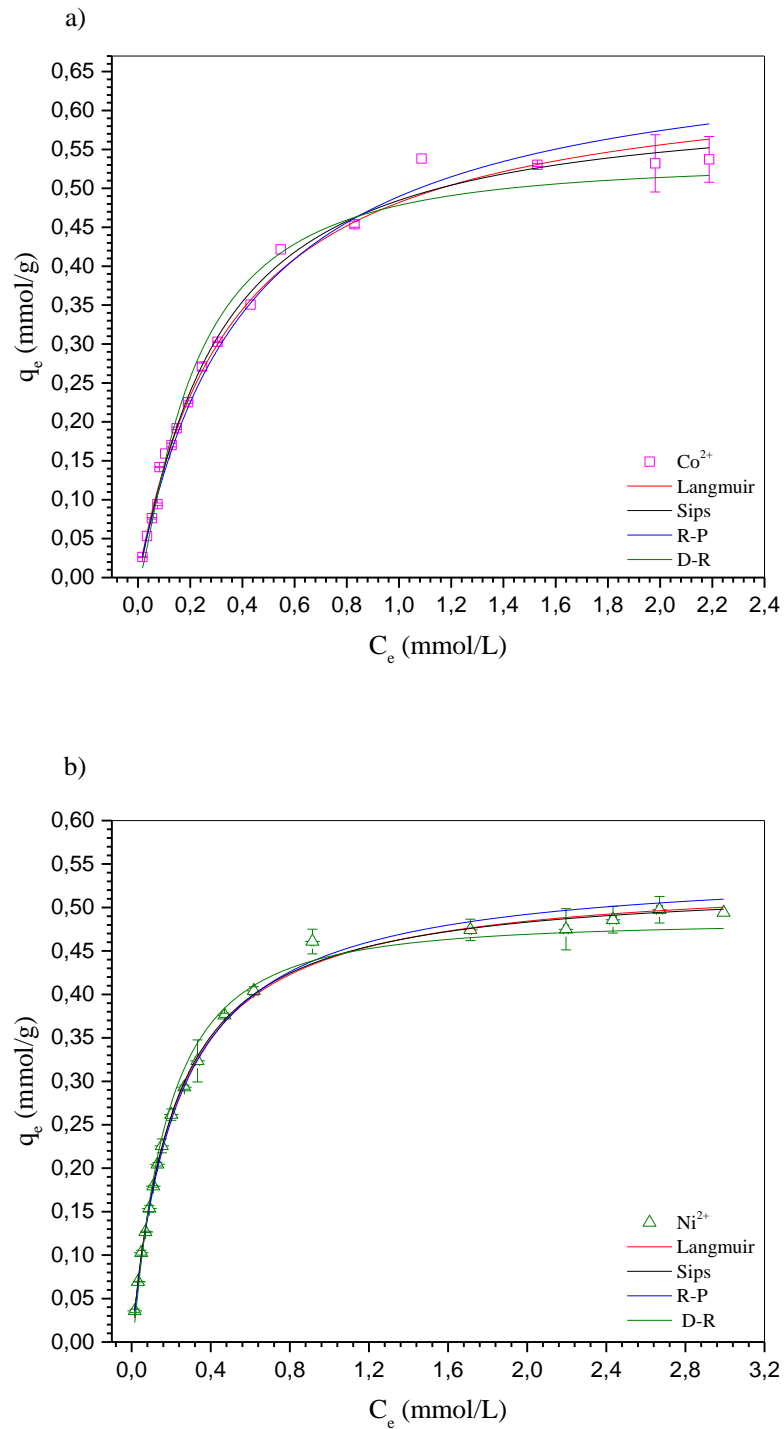 a)
0,65
0,60
0,55
0,50
0,45
0,40
0,35
0,30
0,25
0,20
0,15
0,10
0,05
0,00
q_e (mmol/g)
Co²⁺
Langmuir
Sips
R-P
D-R
0,0 0,2 0,4 0,6 0,8 1,0 1,2 1,4 1,6 1,8 2,0 2,2 2,4
C_e (mmol/L)
b)
0,60
0,55
0,50
0,45
0,40
0,35
0,30
0,25
0,20
0,15
0,10
0,05
0,00
q_e (mmol/g)
Ni²⁺
Langmuir
Sips
R-P
D-R
0,0 0,4 0,8 1,2 1,6 2,0 2,4 2,8 3,2
C_e (mmol/L)